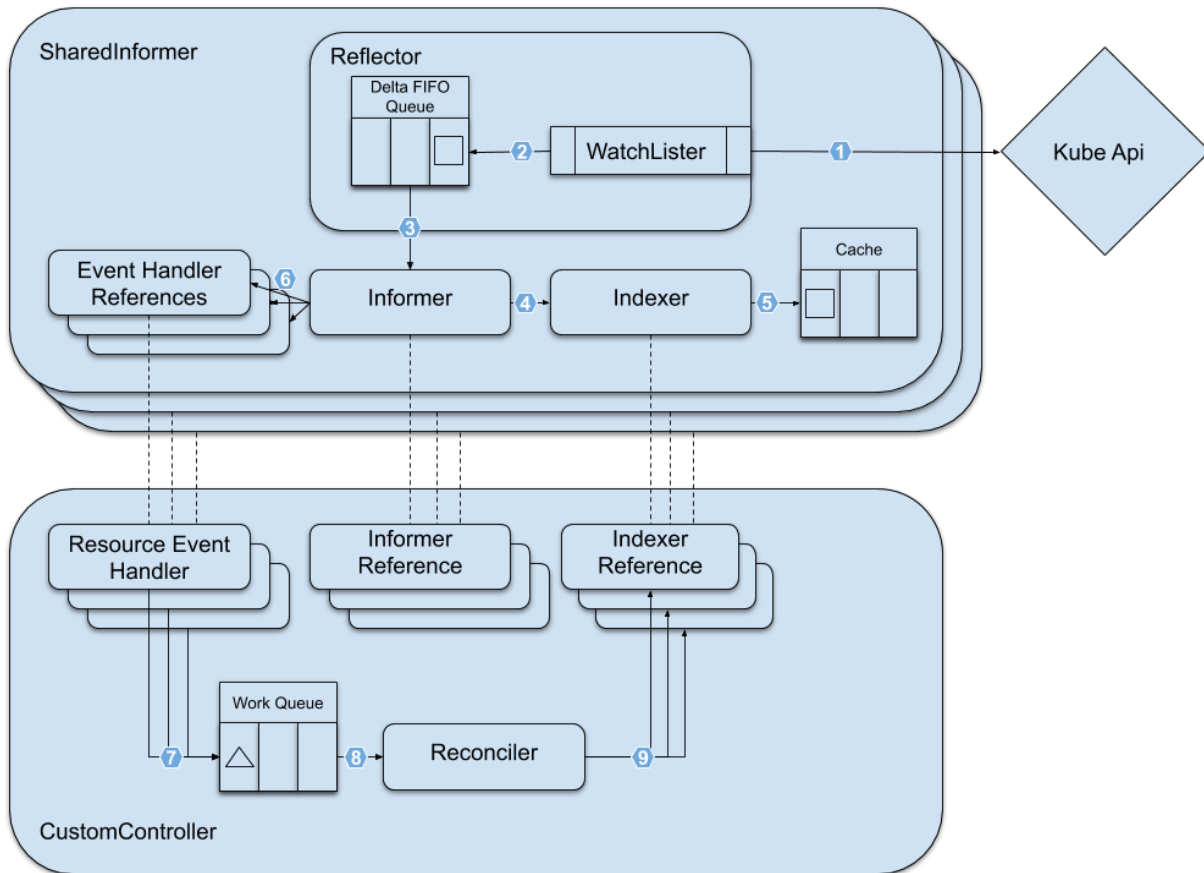 SharedInformer
Reflector
Delta FIFO
Queue
WatchLister
2
1
Kube Api
3
Cache
Event Handler
References
6
Informer
4
Indexer
5
Resource Event
Handler
Informer
Reference
Indexer
Reference
Work Queue
7
8
Reconciler
9
CustomController